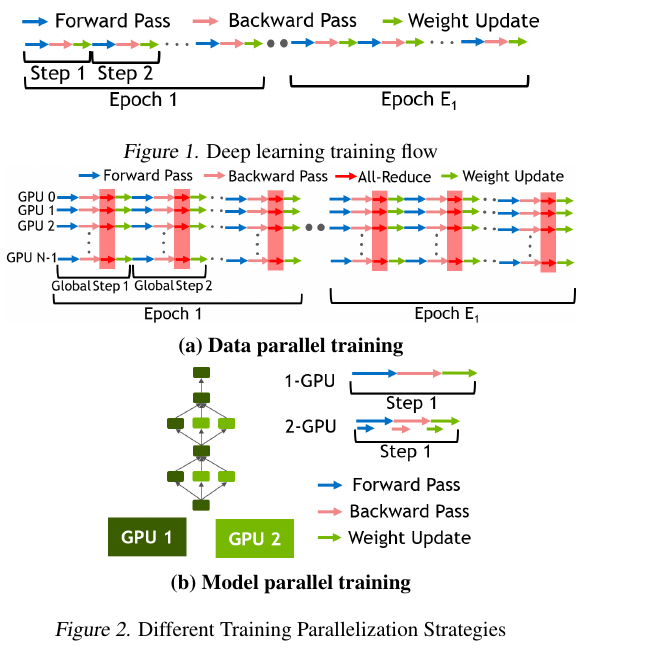 Forward Pass Backward Pass Weight Update
Step 1 Step 2
Epoch 1 Epoch E1
Figure 1. Deep learning training flow
Forward Pass Backward Pass All-Reduce Weight Update
GPU 0
GPU 1
GPU 2
GPU N-1
Global Step 1 Global Step 2
Epoch 1 Epoch E1
(a) Data parallel training
1-GPU
Step 1
2-GPU
Step 1
Forward Pass
Backward Pass
Weight Update
GPU 1 GPU 2
(b) Model parallel training
Figure 2. Different Training Parallelization Strategies